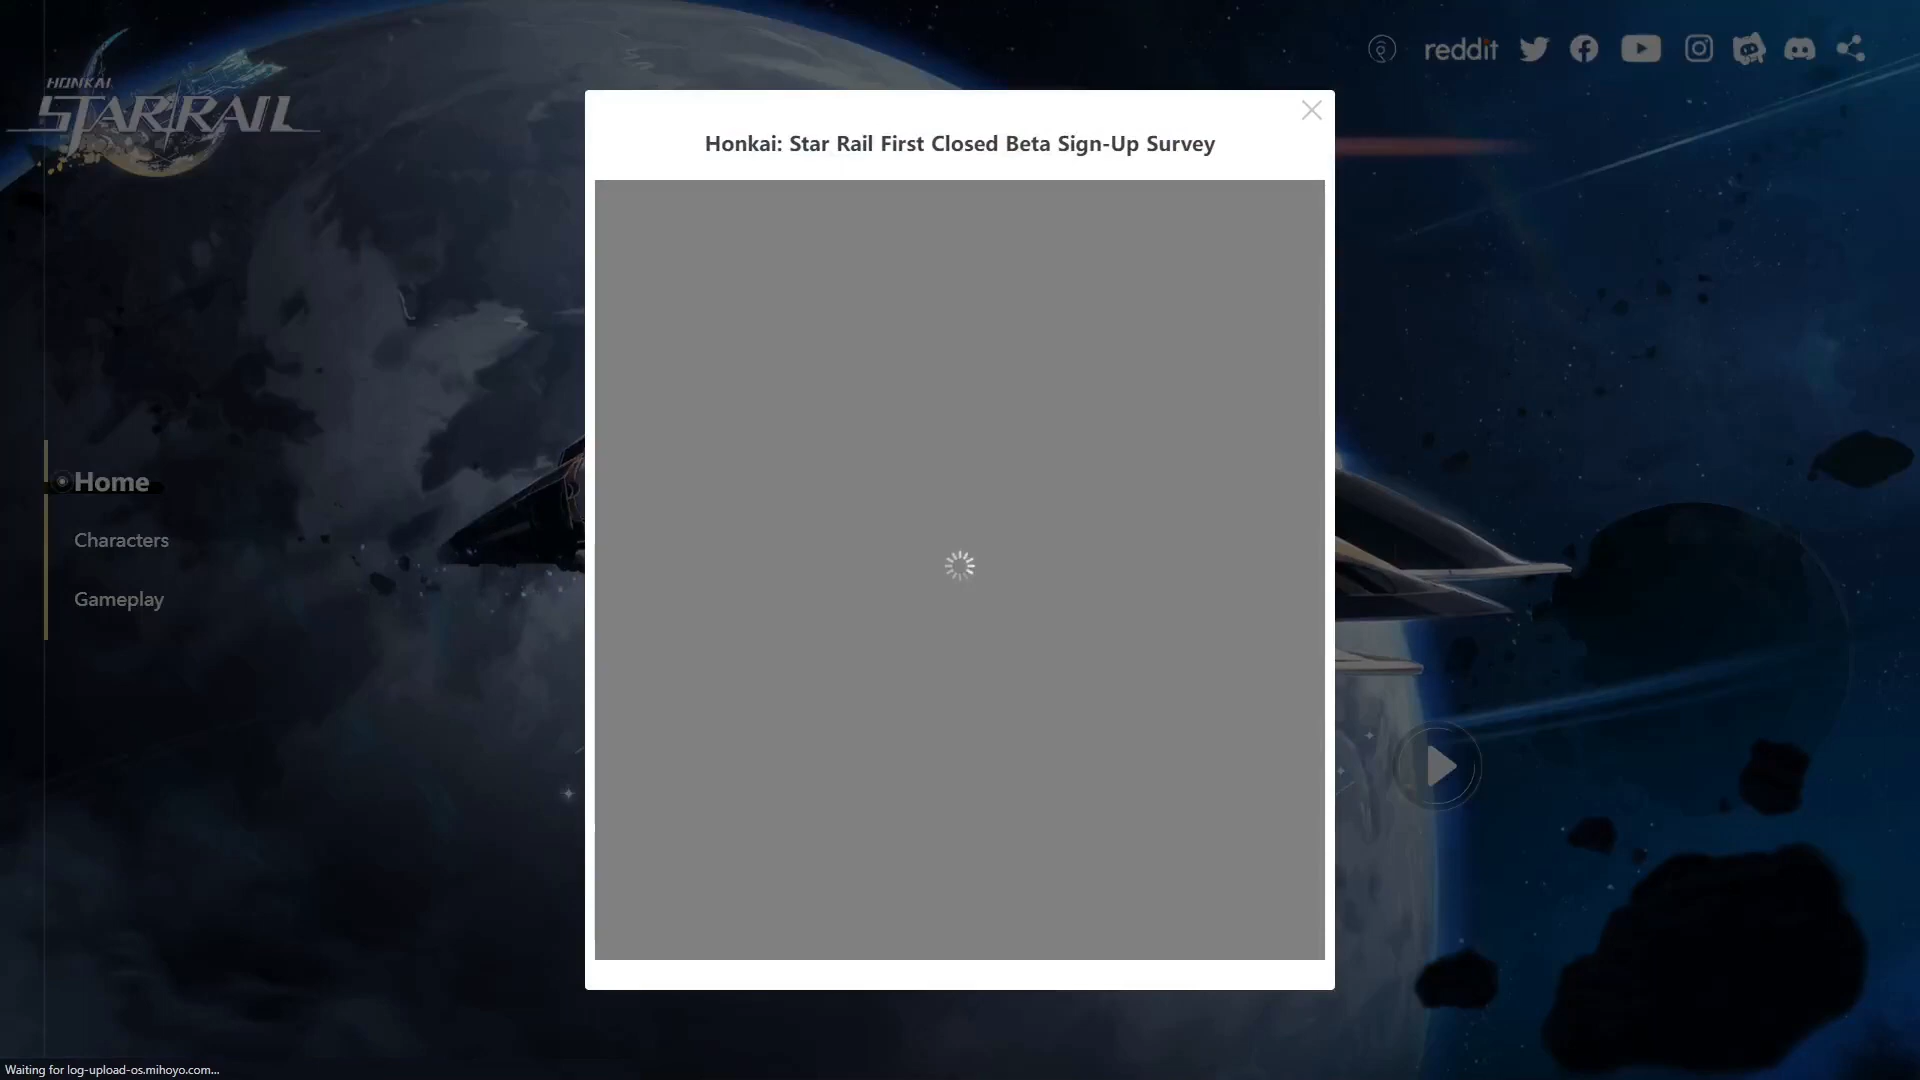 HONKAI
STAR RAIL
reddit
Honkai: Star Rail First Closed Beta Sign-Up Survey
Home
Characters
Gameplay
Waiting for log-upload-os.mihoyo.com...